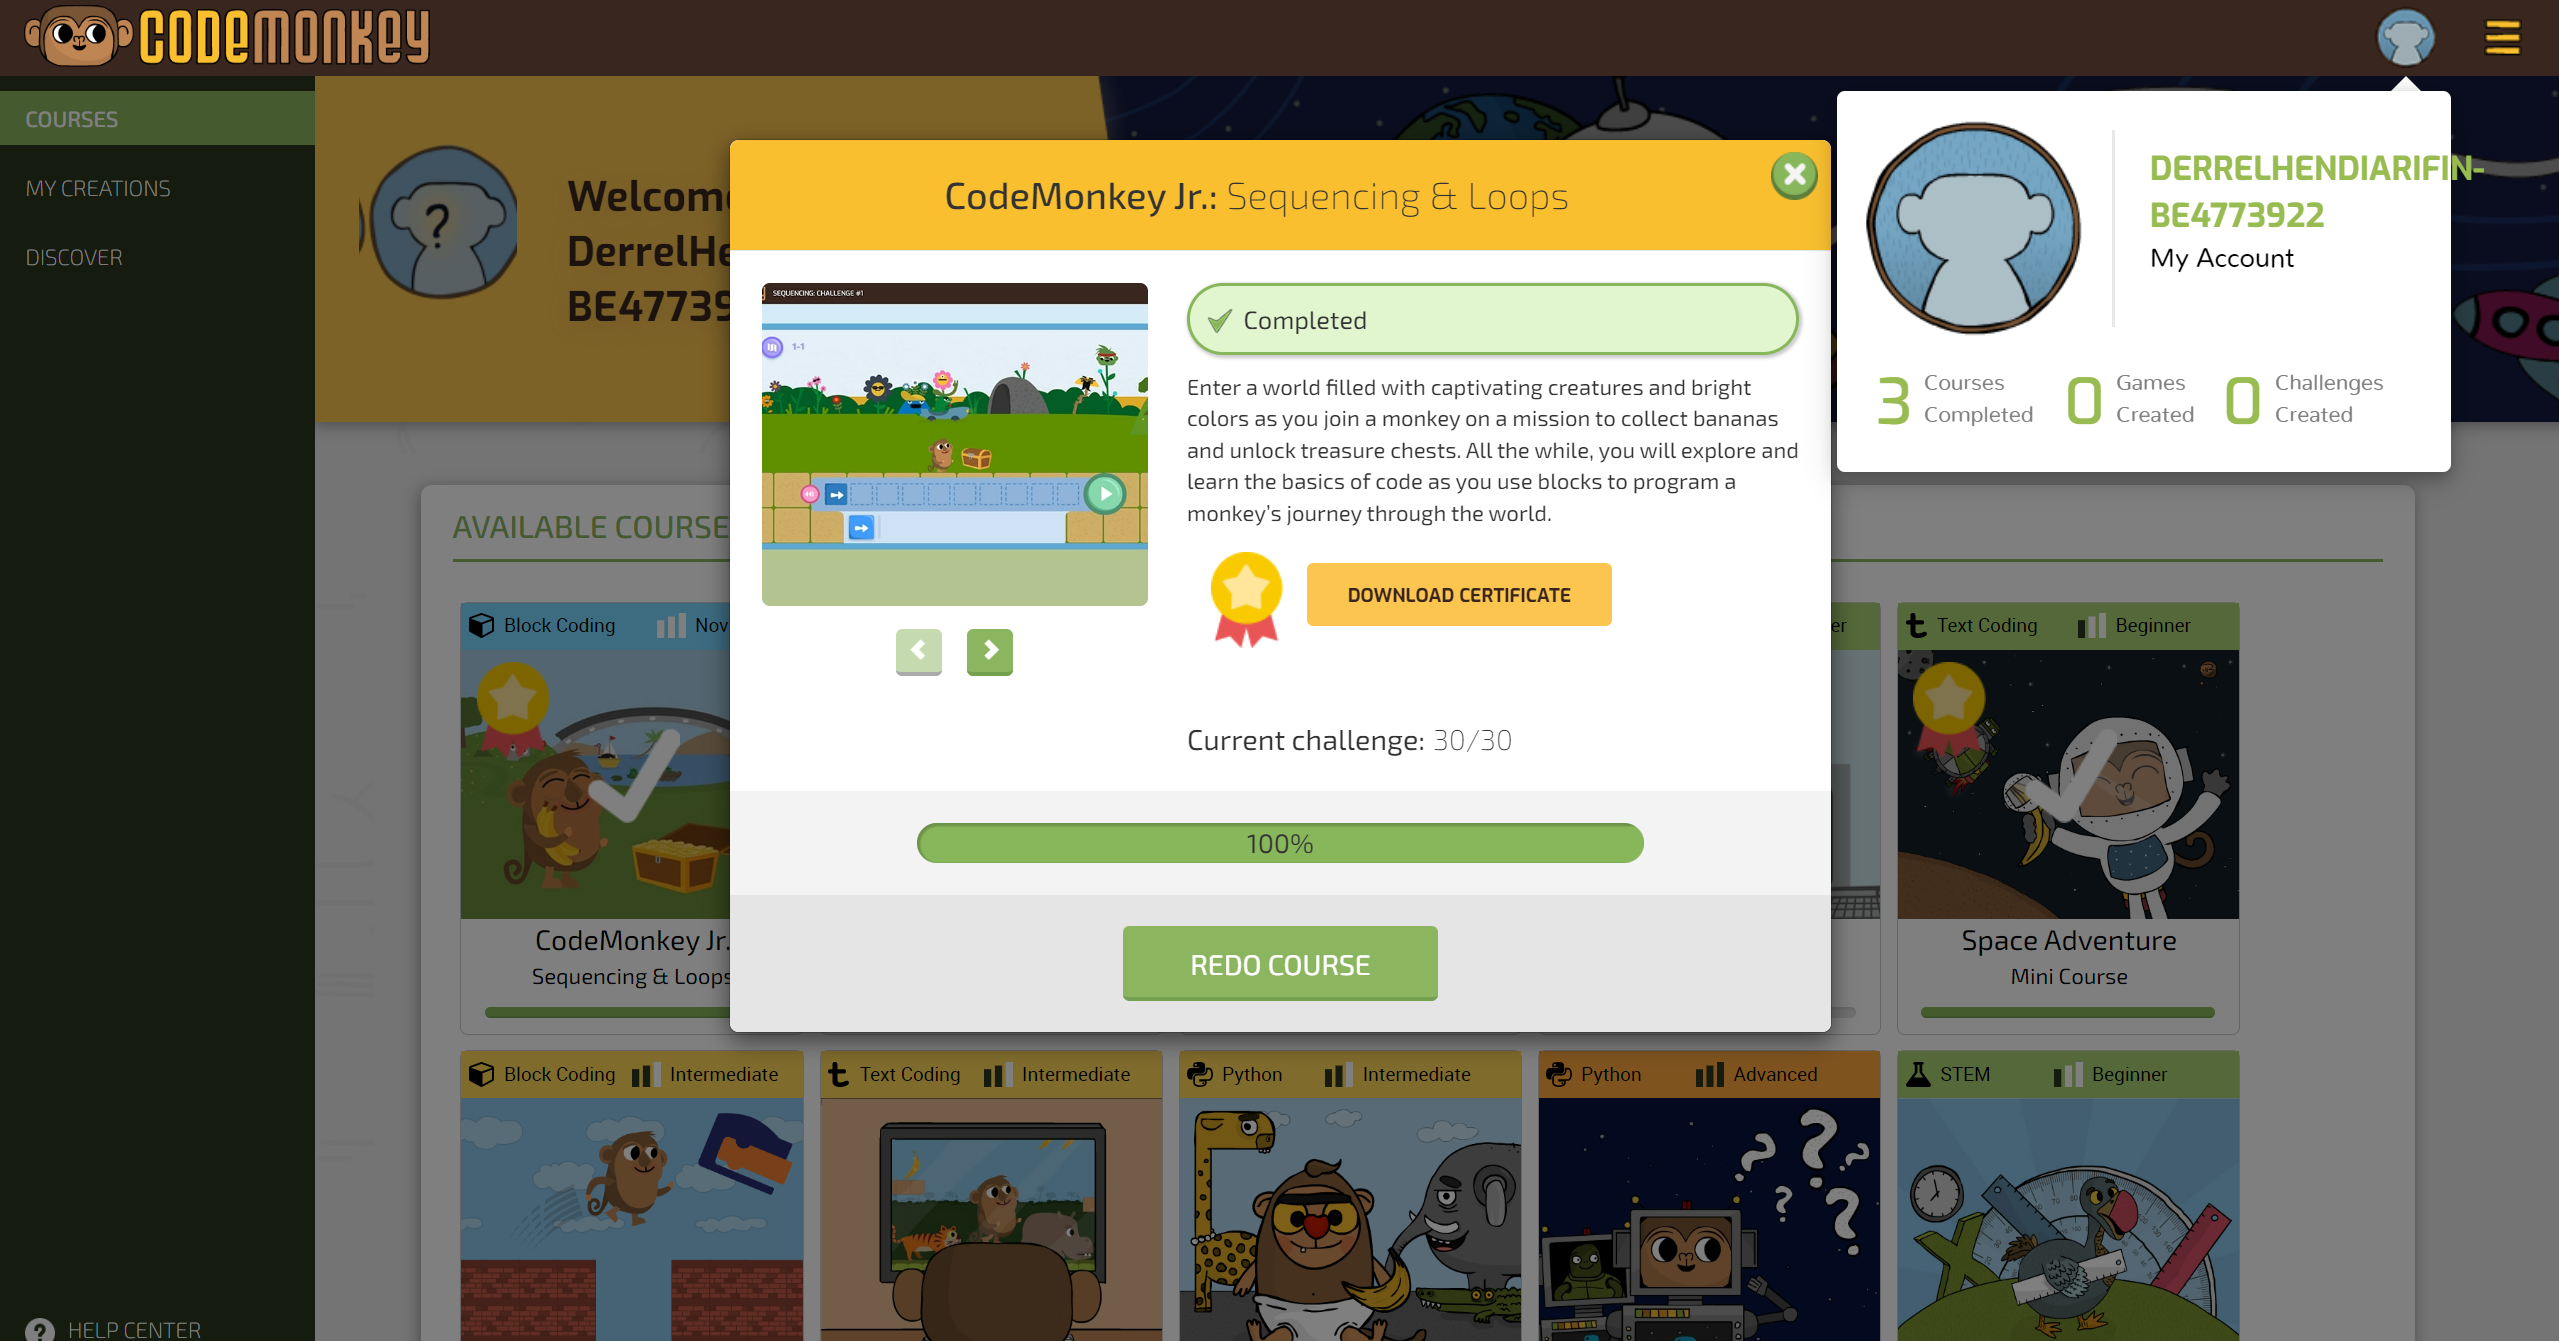 CODEMONKEY
COURSES
MY CREATIONS
DISCOVER
HELP CENTER
?
Welcom
DerrelHe
BE47739
AVAILABLE COURSE
CodeMonkey Jr.: Sequencing & Loops
SEQUENCING: CHALLENGE #1
1-1
Completed
Enter a world filled with captivating creatures and bright
colors as you join a monkey on a mission to collect bananas
and unlock treasure chests. All the while, you will explore and
learn the basics of code as you use blocks to program a
monkey's journey through the world.
DOWNLOAD CERTIFICATE
Current challenge: 30/30
100%
REDO COURSE
DERRELHENDIARIFIN-
BE4773922
My Account
3 Courses Completed
0 Games Created
0 Challenges Created
Block Coding Nov
CodeMonkey Jr.
Sequencing & Loops
er
Text Coding Beginner
Space Adventure
Mini Course
Block Coding Intermediate
Text Coding Intermediate
Python Intermediate
Python Advanced
STEM Beginner